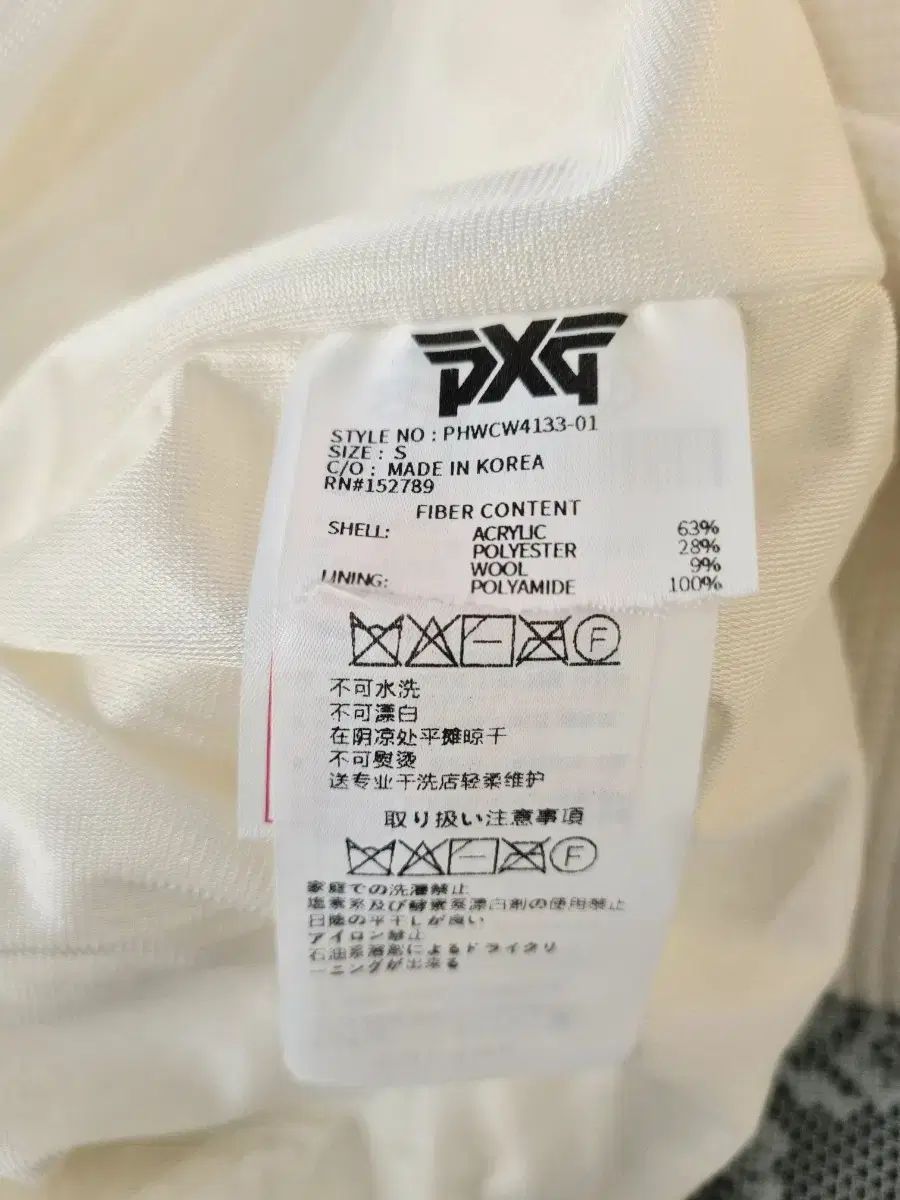 PXG
STYLE NO : PHWCW4133-01
SIZE : S
C/O : MADE IN KOREA
RN#152789
FIBER CONTENT
SHELL: ACRYLIC 63%
POLYESTER 28%
WOOL 9%
LINING: POLYAMIDE 100%
F
不可水洗
不可漂白
在阴凉处平摊晾干
不可熨烫
送专业干洗店轻柔维护
取り扱い注意事項
F
家庭での洗濯禁止
塩素系及び酵素系漂白剤の使用禁止
日陰の平干しが良い
アイロン禁止
石油系溶液によるドライクリ
ーニングが出来る